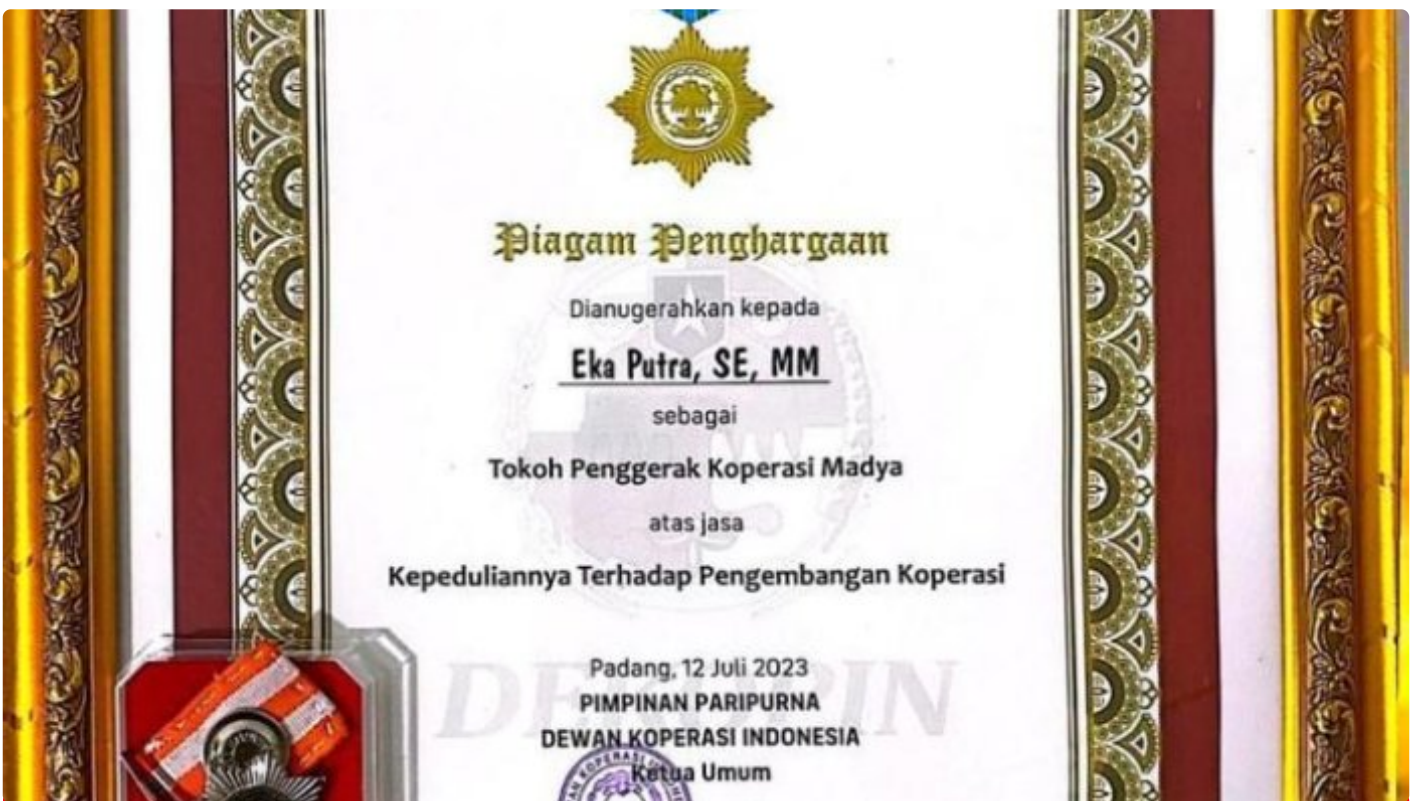 Piagam Penghargaan
Dianugerahkan kepada
Eka Putra, SE, MM
sebagai
Tokoh Penggerak Koperasi Madya
atas jasa
Kepeduliannya Terhadap Pengembangan Koperasi
Padang, 12 Juli 2023
DEKOPIN
PIMPINAN PARIPURNA
DEWAN KOPERASI INDONESIA
Ketua Umum